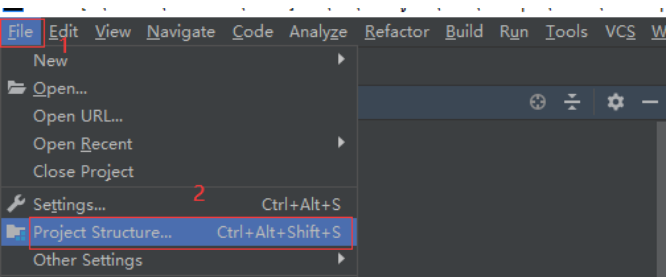 File Edit View Navigate Code Analyze Refactor Build Run Tools VCS W
1
New
Open...
Open URL...
Open Recent
Close Project
2
Settings... Ctrl+Alt+S
Project Structure... Ctrl+Alt+Shift+S
Other Settings